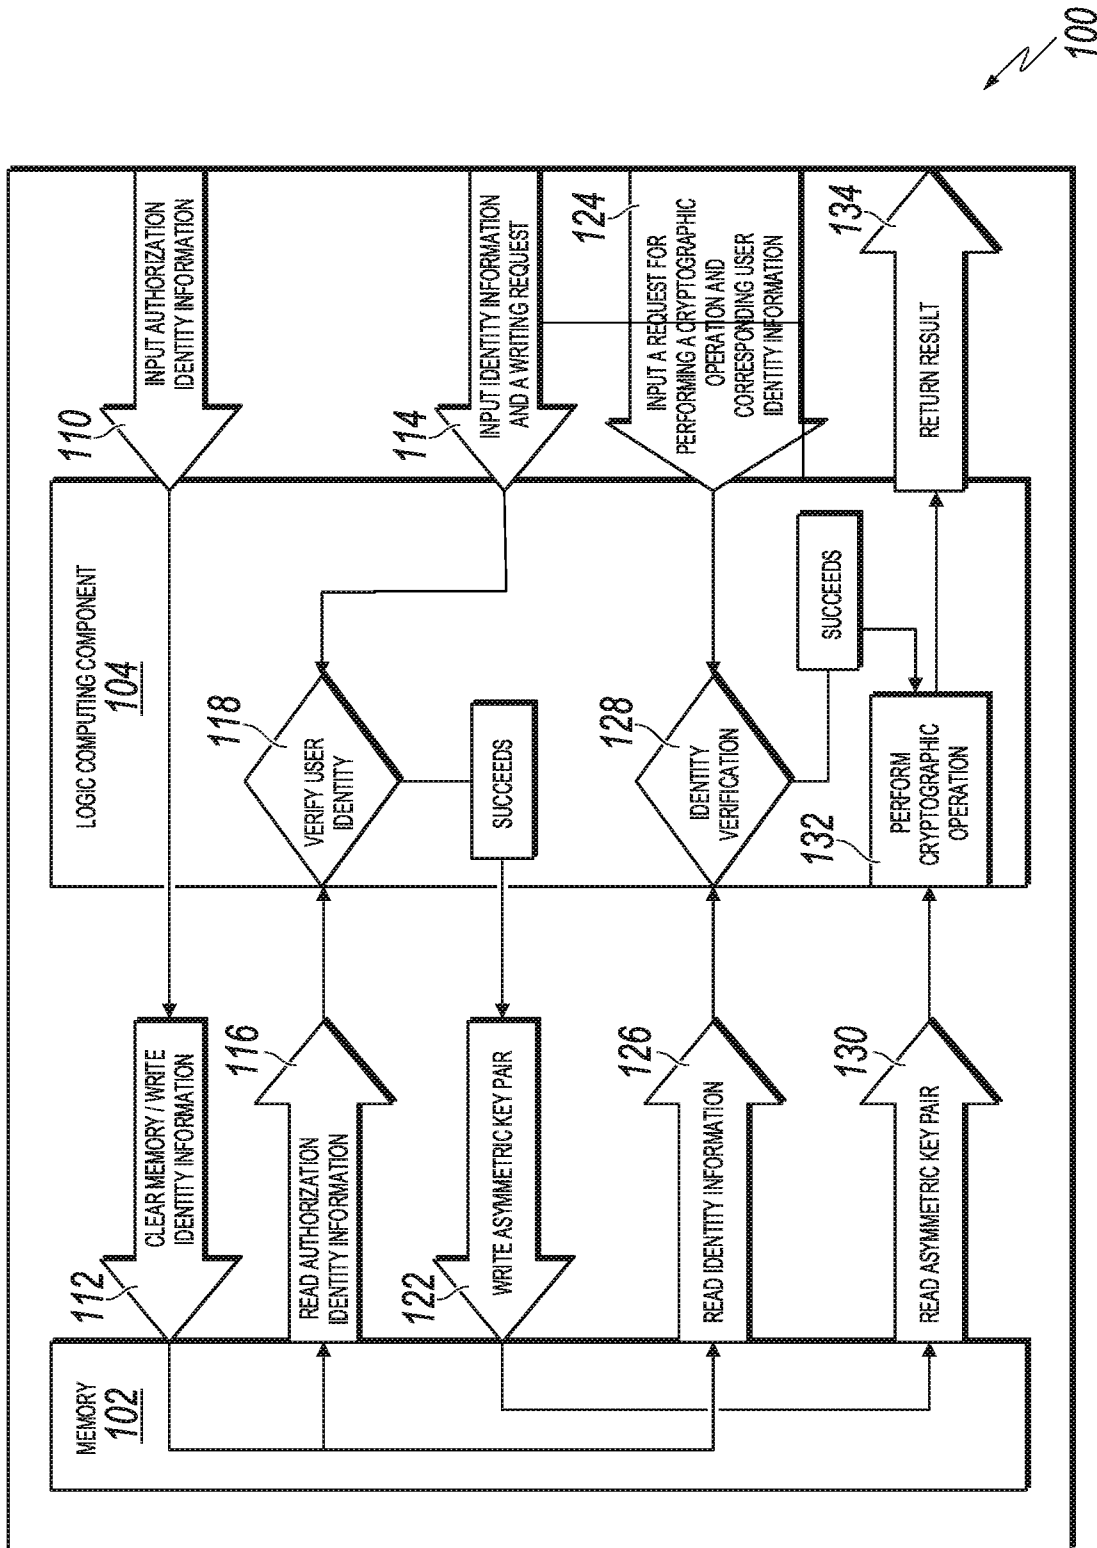 100
MEMORY
102
LOGIC COMPUTING COMPONENT
104
112
CLEAR MEMORY / WRITE
IDENTITY INFORMATION
110
INPUT AUTHORIZATION
IDENTITY INFORMATION
READ AUTHORIZATION
IDENTITY INFORMATION
116
VERIFY USER
IDENTITY
118
114
INPUT IDENTITY INFORMATION
AND A WRITING REQUEST
122
WRITE ASYMMETRIC KEY PAIR
SUCCEEDS
124
INPUT A REQUEST FOR
PERFORMING A CRYPTOGRAPHIC
OPERATION AND
CORRESPONDING USER
IDENTITY INFORMATION
READ IDENTITY INFORMATION
126
IDENTITY
VERIFICATION
128
SUCCEEDS
READ ASYMMETRIC KEY PAIR
130
132
PERFORM
CRYPTOGRAPHIC
OPERATION
RETURN RESULT
134